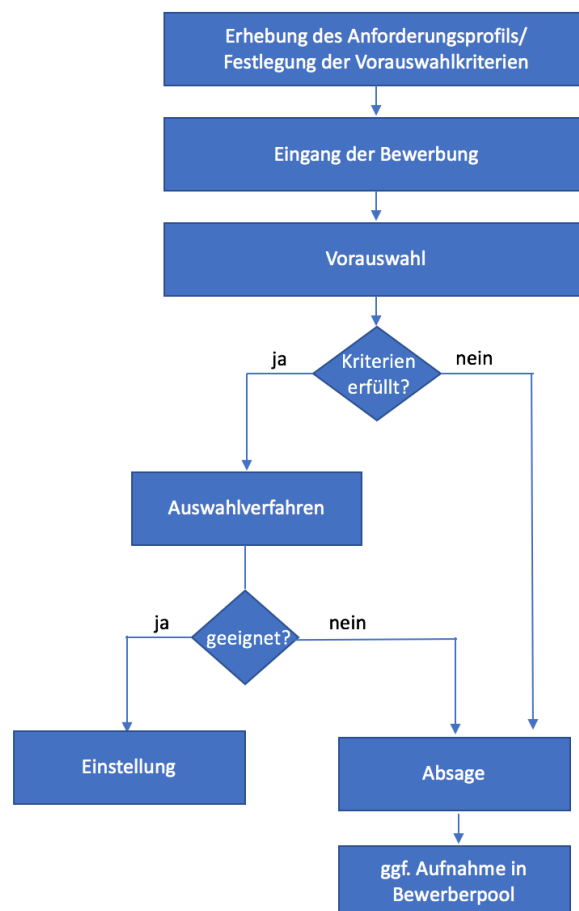 Erhebung des Anforderungsprofils/
Festlegung der Vorauswahlkriterien
Eingang der Bewerbung
Vorauswahl
ja
Kriterien
erfüllt?
nein
Auswahlverfahren
ja
geeignet?
nein
Einstellung
Absage
ggf. Aufnahme in
Bewerberpool